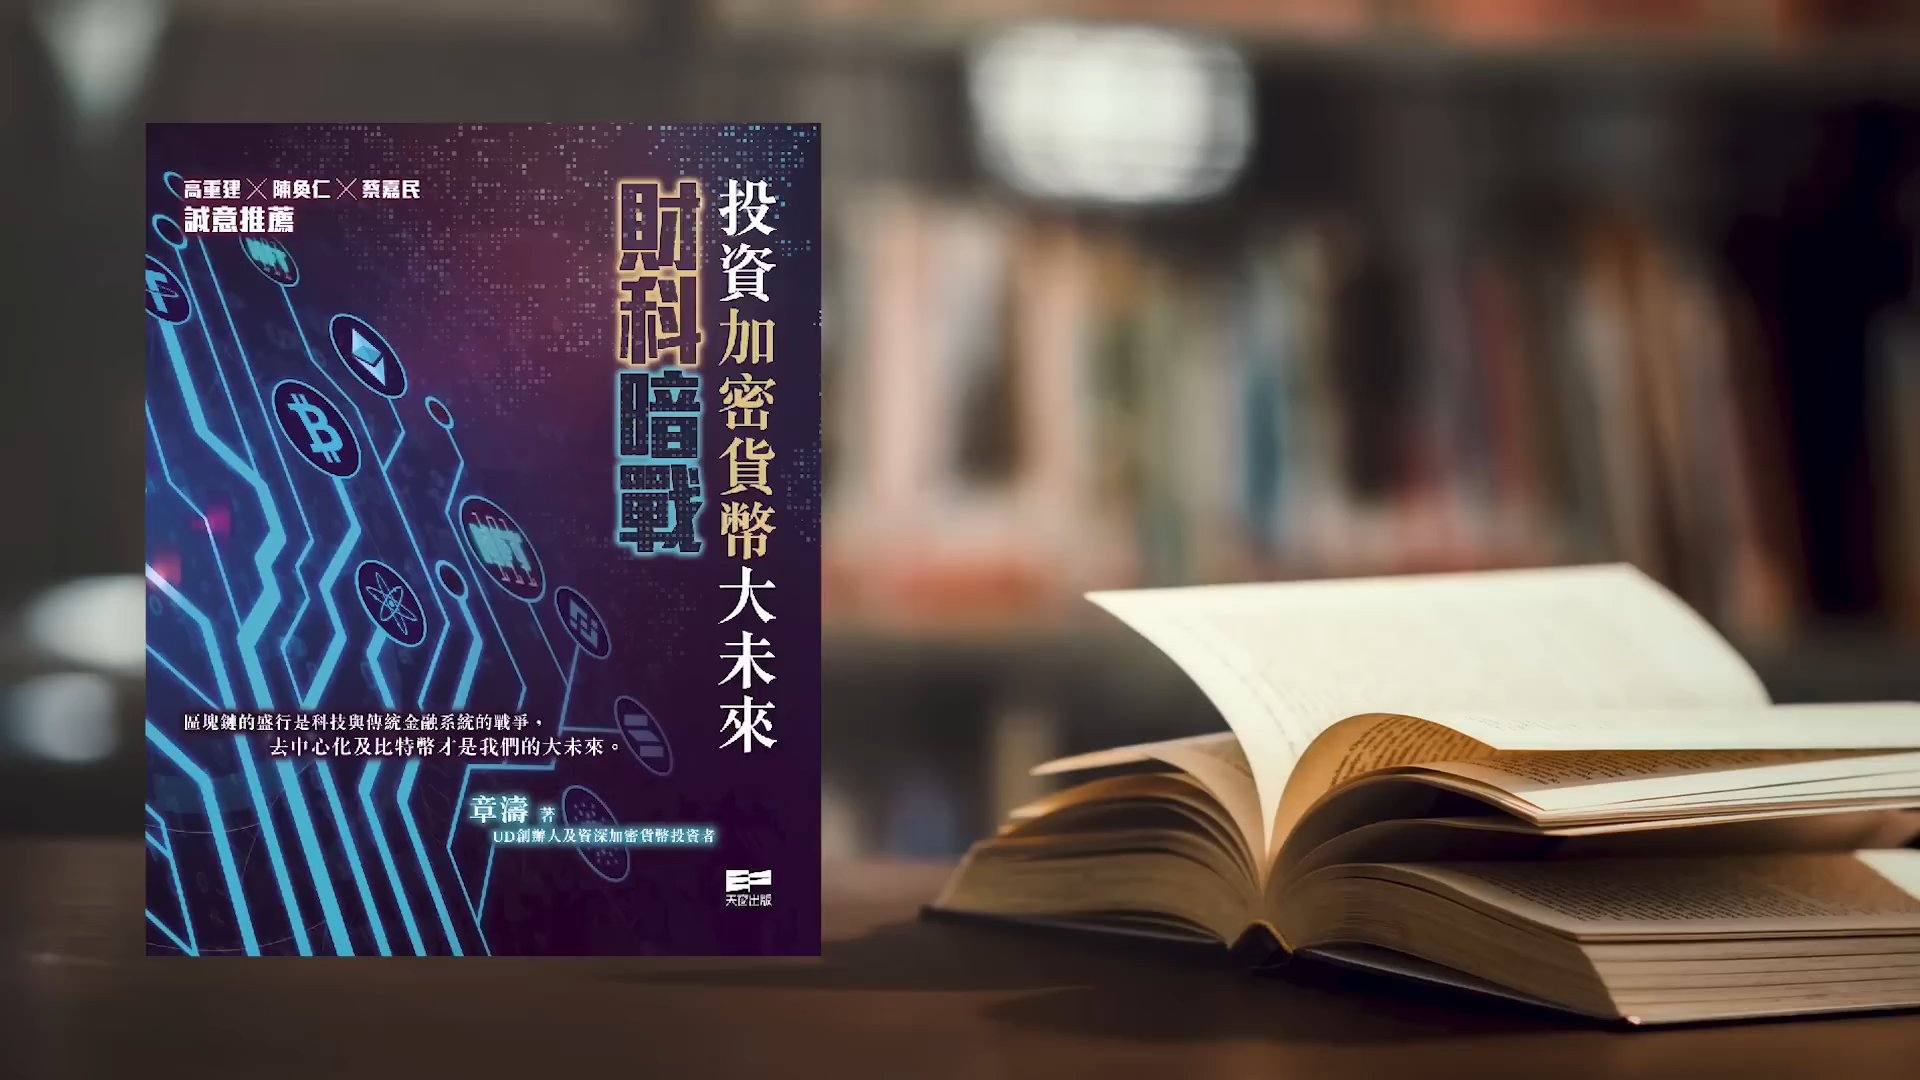 高重建╳陳奐仁╳蔡嘉民
誠意推薦
投資加密貨幣大未來
財科暗戰
NFT
NFT
區塊鏈的盛行是科技與傳統金融系統的戰爭，
去中心化及比特幣才是我們的大未來。
章濤 著
UD創辦人及資深加密貨幣投資者
天窗出版